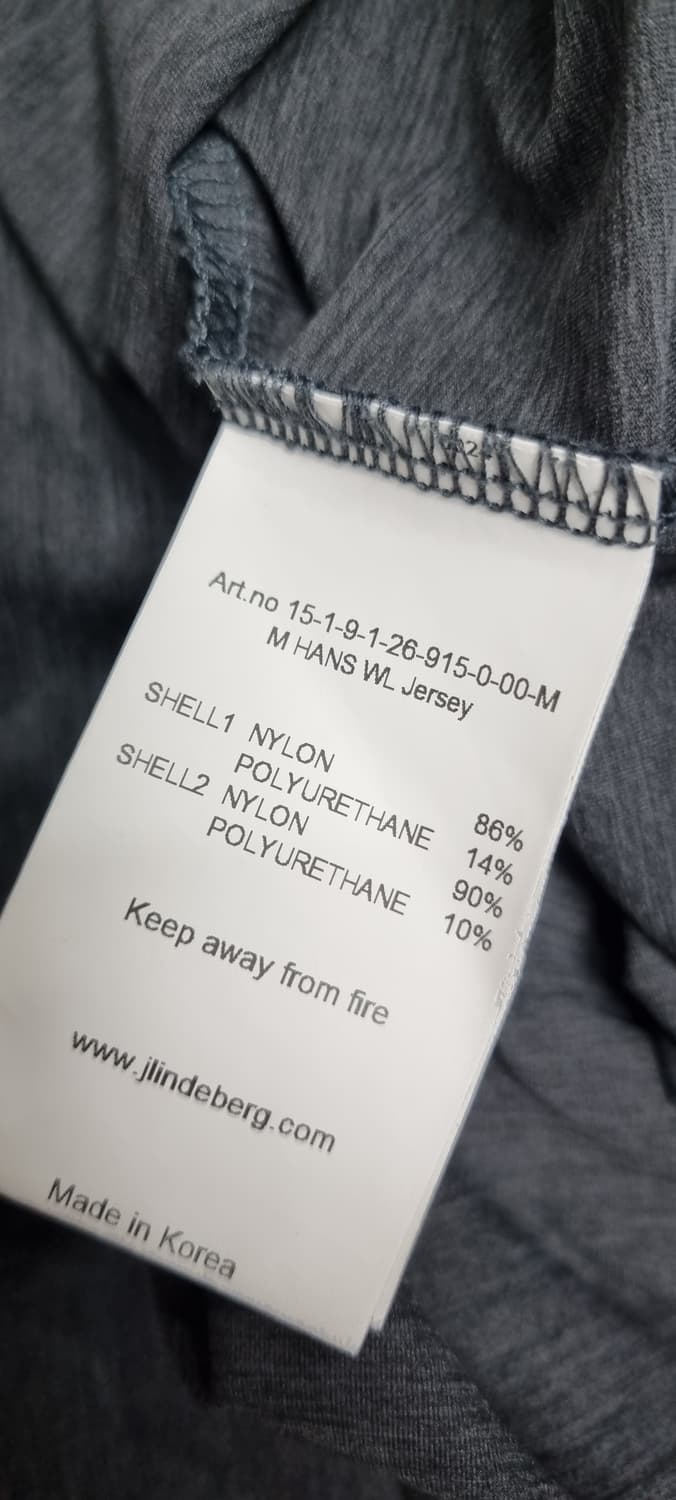 Art.no 15-1-9-1-26-915-0-00-M
M HANS WL Jersey
SHELL1 NYLON 86%
POLYURETHANE 14%
SHELL2 NYLON 90%
POLYURETHANE 10%
Keep away from fire
www.jlindeberg.com
Made in Korea